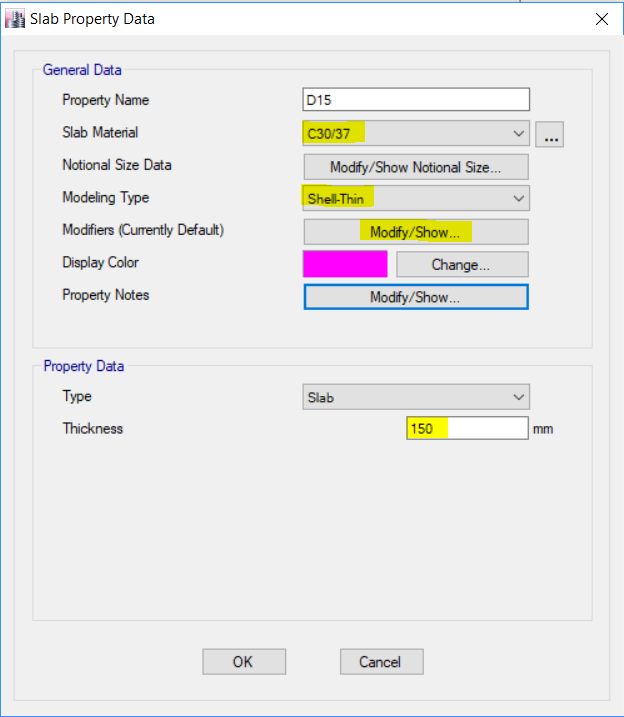 Slab Property Data
General Data
Property Name D15
Slab Material C30/37 ...
Notional Size Data Modify/Show Notional Size...
Modeling Type Shell-Thin
Modifiers (Currently Default) Modify/Show...
Display Color Change...
Property Notes Modify/Show...
Property Data
Type Slab
Thickness 150 mm
OK Cancel